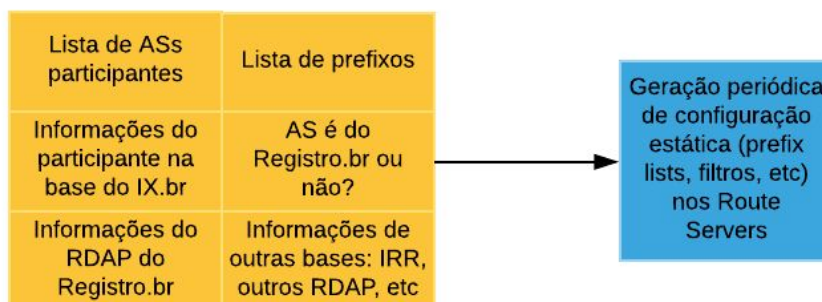 Lista de ASs
participantes
Lista de prefixos
Informações do
participante na
base do IX.br
AS é do
Registro.br ou
não?
Informações do
RDAP do
Registro.br
Informações de
outras bases: IRR,
outros RDAP, etc
Geração periódica
de configuração
estática (prefix
lists, filtros, etc)
nos Route
Servers